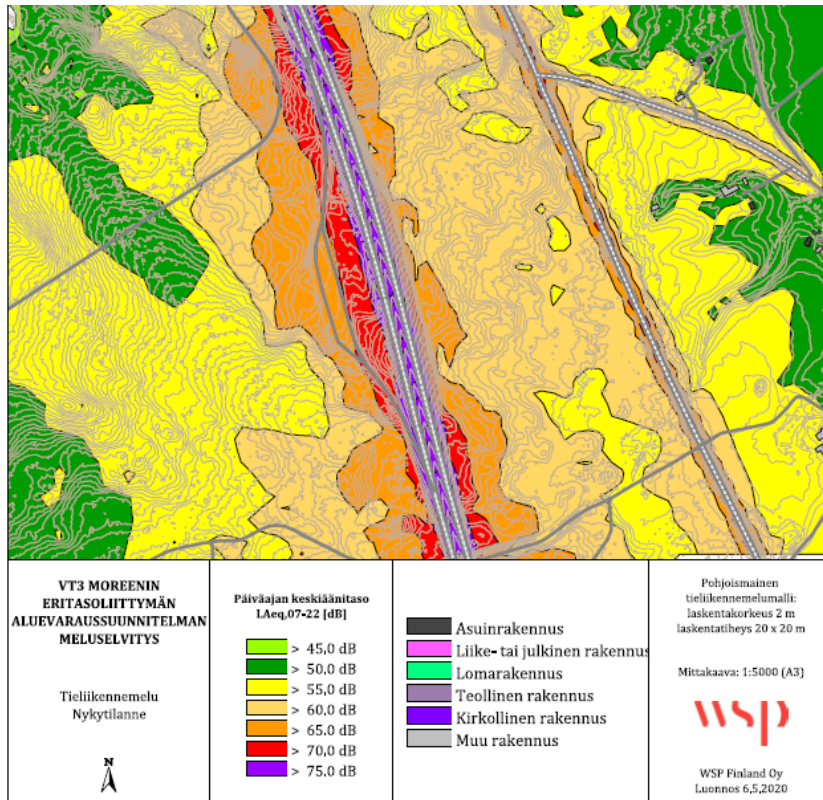 VT3 MOREENIN
ERITASOLIITTYMÄN
ALUEVARAUSSUUNNITELMAN
MELUSELVITYS
Tieliikennemelu
Nykytilanne
N
Päiväajan keskiäänitaso
LAeq,07-22 [dB]
> 45,0 dB
> 50,0 dB
> 55,0 dB
> 60,0 dB
> 65,0 dB
> 70,0 dB
> 75,0 dB
Asuinrakennus
Liike- tai julkinen rakennus
Lomarakennus
Teollinen rakennus
Kirkollinen rakennus
Muu rakennus
Pohjoismainen
tieliikennemelumalli:
laskentakorkeus 2 m
laskentatiheys 20 x 20 m
Mittakaava: 1:5000 (A3)
wsp
WSP Finland Oy
Luonnos 6,5,2020